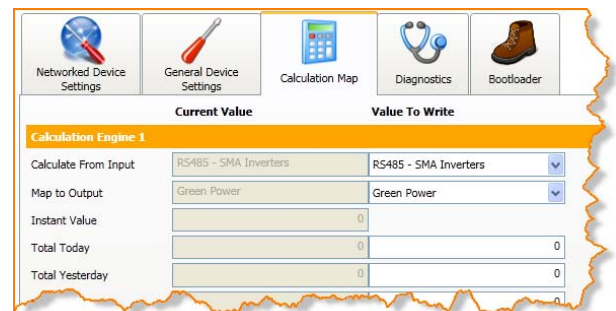 Networked Device Settings
General Device Settings
Calculation Map
Diagnostics
Bootloader
Current Value Value To Write
Calculation Engine 1
Calculate From Input RS485 - SMA Inverters RS485 - SMA Inverters
Map to Output Green Power Green Power
Instant Value 0
Total Today 0 0
Total Yesterday 0 0
0